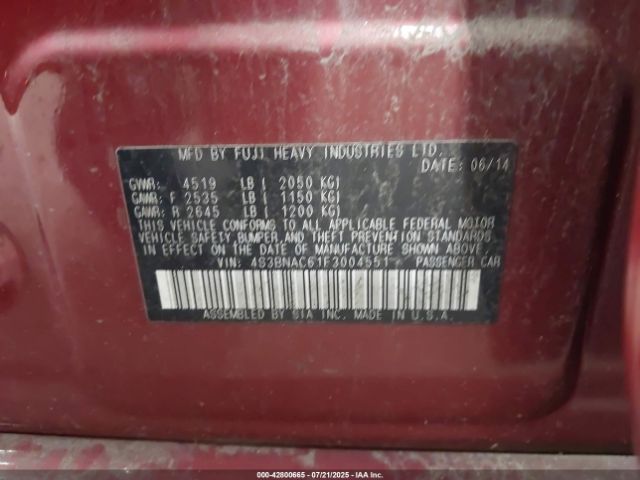 MFD BY FUJI HEAVY INDUSTRIES LTD.
DATE: 06/14
GVWR: 4519 LB ( 2050 KG)
GAWR: F 2535 LB ( 1150 KG)
GAWR: R 2645 LB ( 1200 KG)
THIS VEHICLE CONFORMS TO ALL APPLICABLE FEDERAL MOTOR
VEHICLE SAFETY,BUMPER,AND THEFT PREVENTION STANDARDS
IN EFFECT ON THE DATE OF MANUFACTURE SHOWN ABOVE.
VIN: 4S3BNAC61F3004551 PASSENGER CAR
ASSEMBLED BY SIA INC. MADE IN U.S.A.
000-42800665 - 07/21/2025 - IAA Inc.